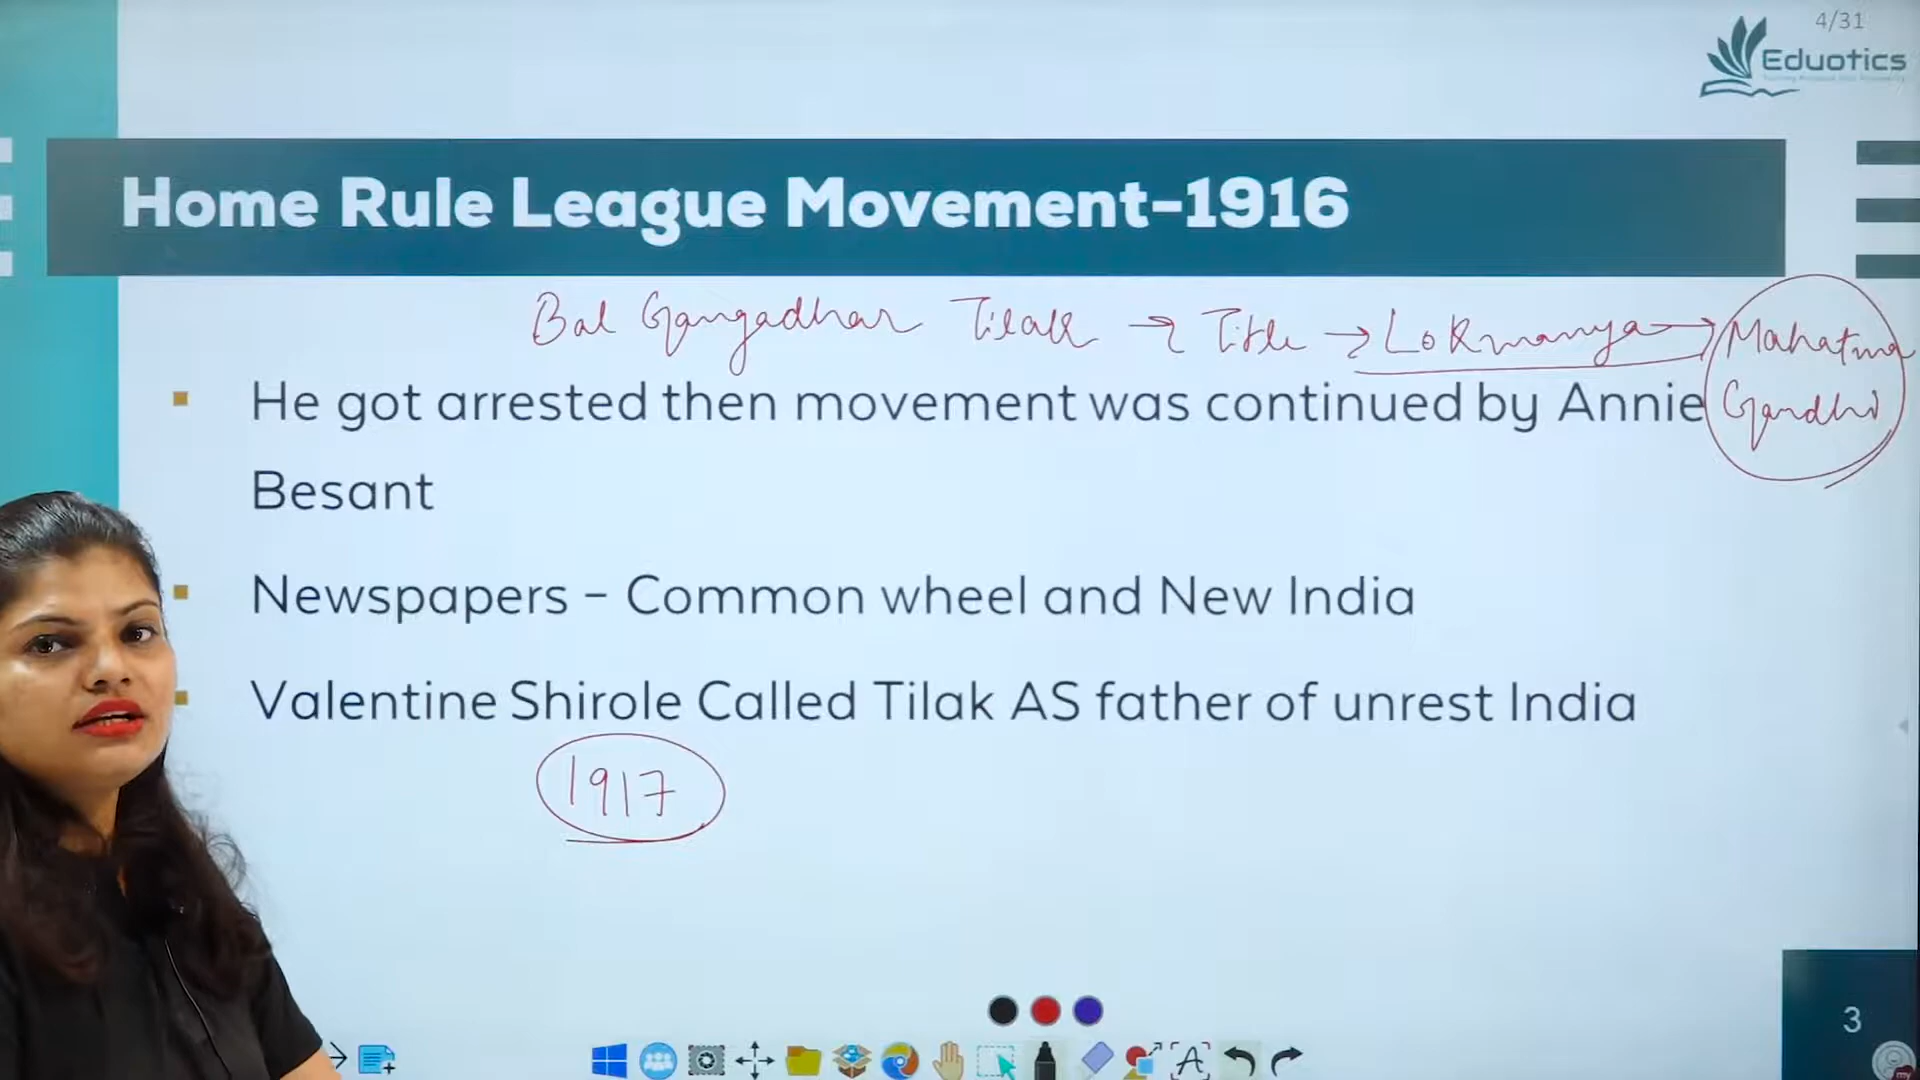 4/31
Eduotics
Home Rule League Movement-1916
Bal Gangadhar Tilak → Title → Lokmanya → Mahatma
Gandhi
He got arrested then movement was continued by Annie
Besant
Newspapers - Common wheel and New India
Valentine Shirole Called Tilak AS father of unrest India
1917
3